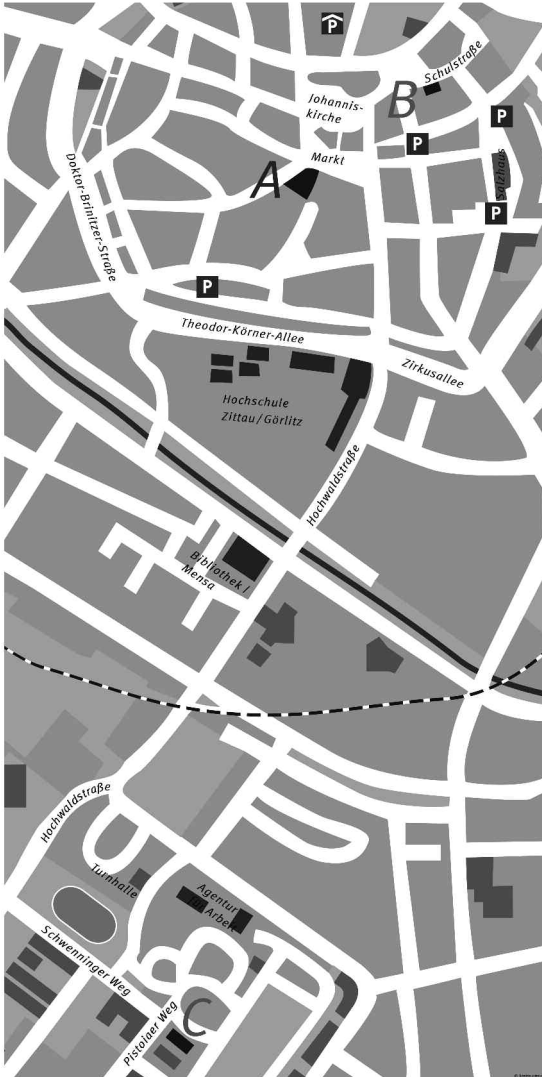 P
Schulstraße
B
Johannis-
kirche
P
P
Markt
Salzhaus
A
Doktor-Brinitzer-Straße
P
P
Theodor-Körner-Allee
Zirkusallee
Hochschule
Zittau/Görlitz
Hochwaldstraße
Bibliothek /
Mensa
Hochwaldstraße
Turnhalle
Agentur
für Arbeit
Schwenninger Weg
C
Pistoiaer Weg